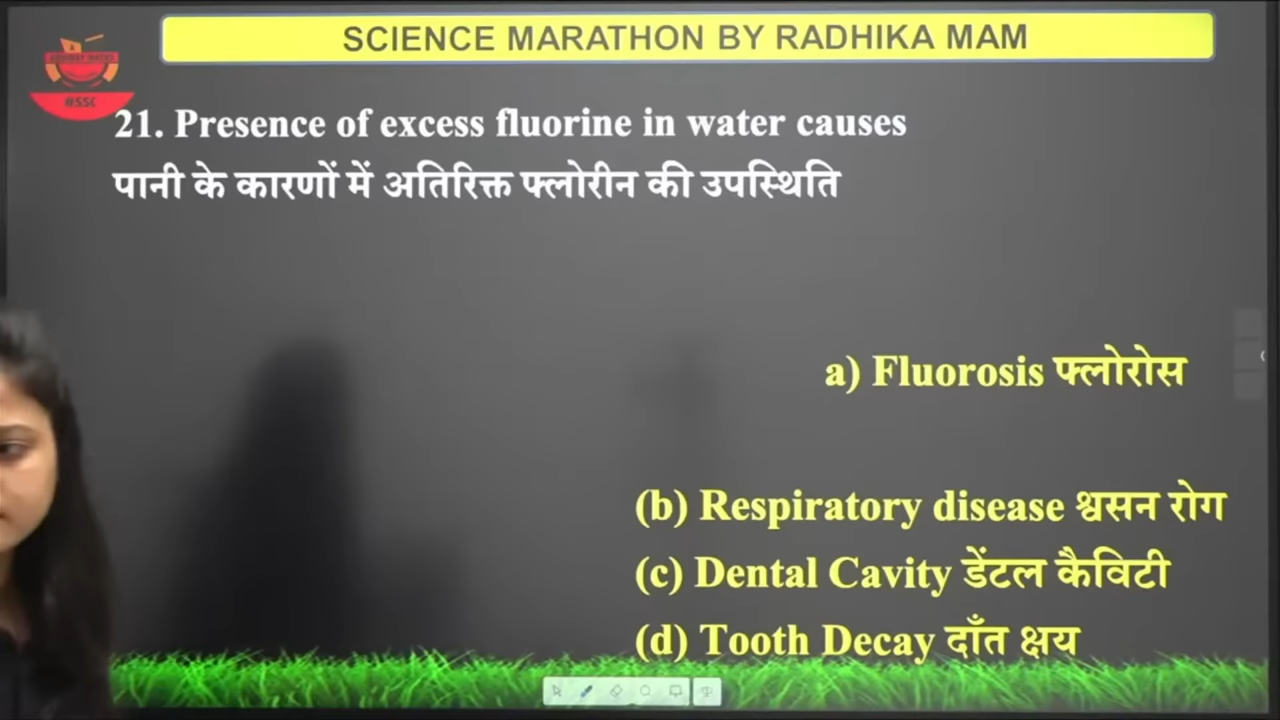 SCIENCE MARATHON BY RADHIKA MAM
#SSC
21. Presence of excess fluorine in water causes
पानी के कारणों में अतिरिक्त फ्लोरीन की उपस्थिति
a) Fluorosis फ्लोरोस
(b) Respiratory disease श्वसन रोग
(c) Dental Cavity डेंटल कैविटी
(d) Tooth Decay दाँत क्षय